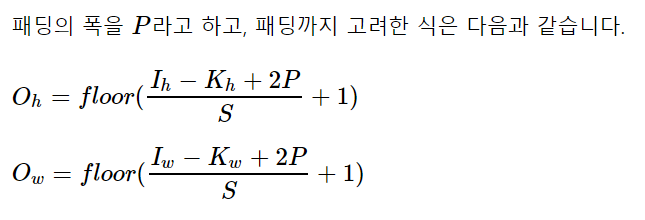 패딩의 폭을 P라고 하고, 패딩까지 고려한 식은 다음과 같습니다.
O_h = floor(\frac{I_h - K_h + 2P}{S} + 1)
O_w = floor(\frac{I_w - K_w + 2P}{S} + 1)